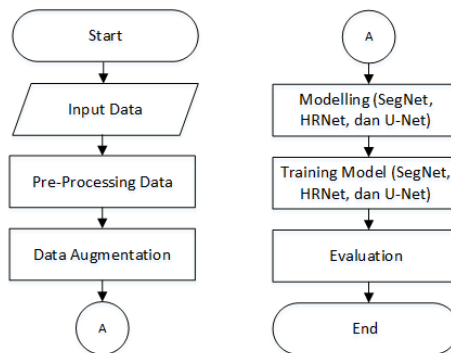 Start
Input Data
Pre-Processing Data
Data Augmentation
A
A
Modelling (SegNet,
HRNet, dan U-Net)
Training Model (SegNet,
HRNet, dan U-Net)
Evaluation
End